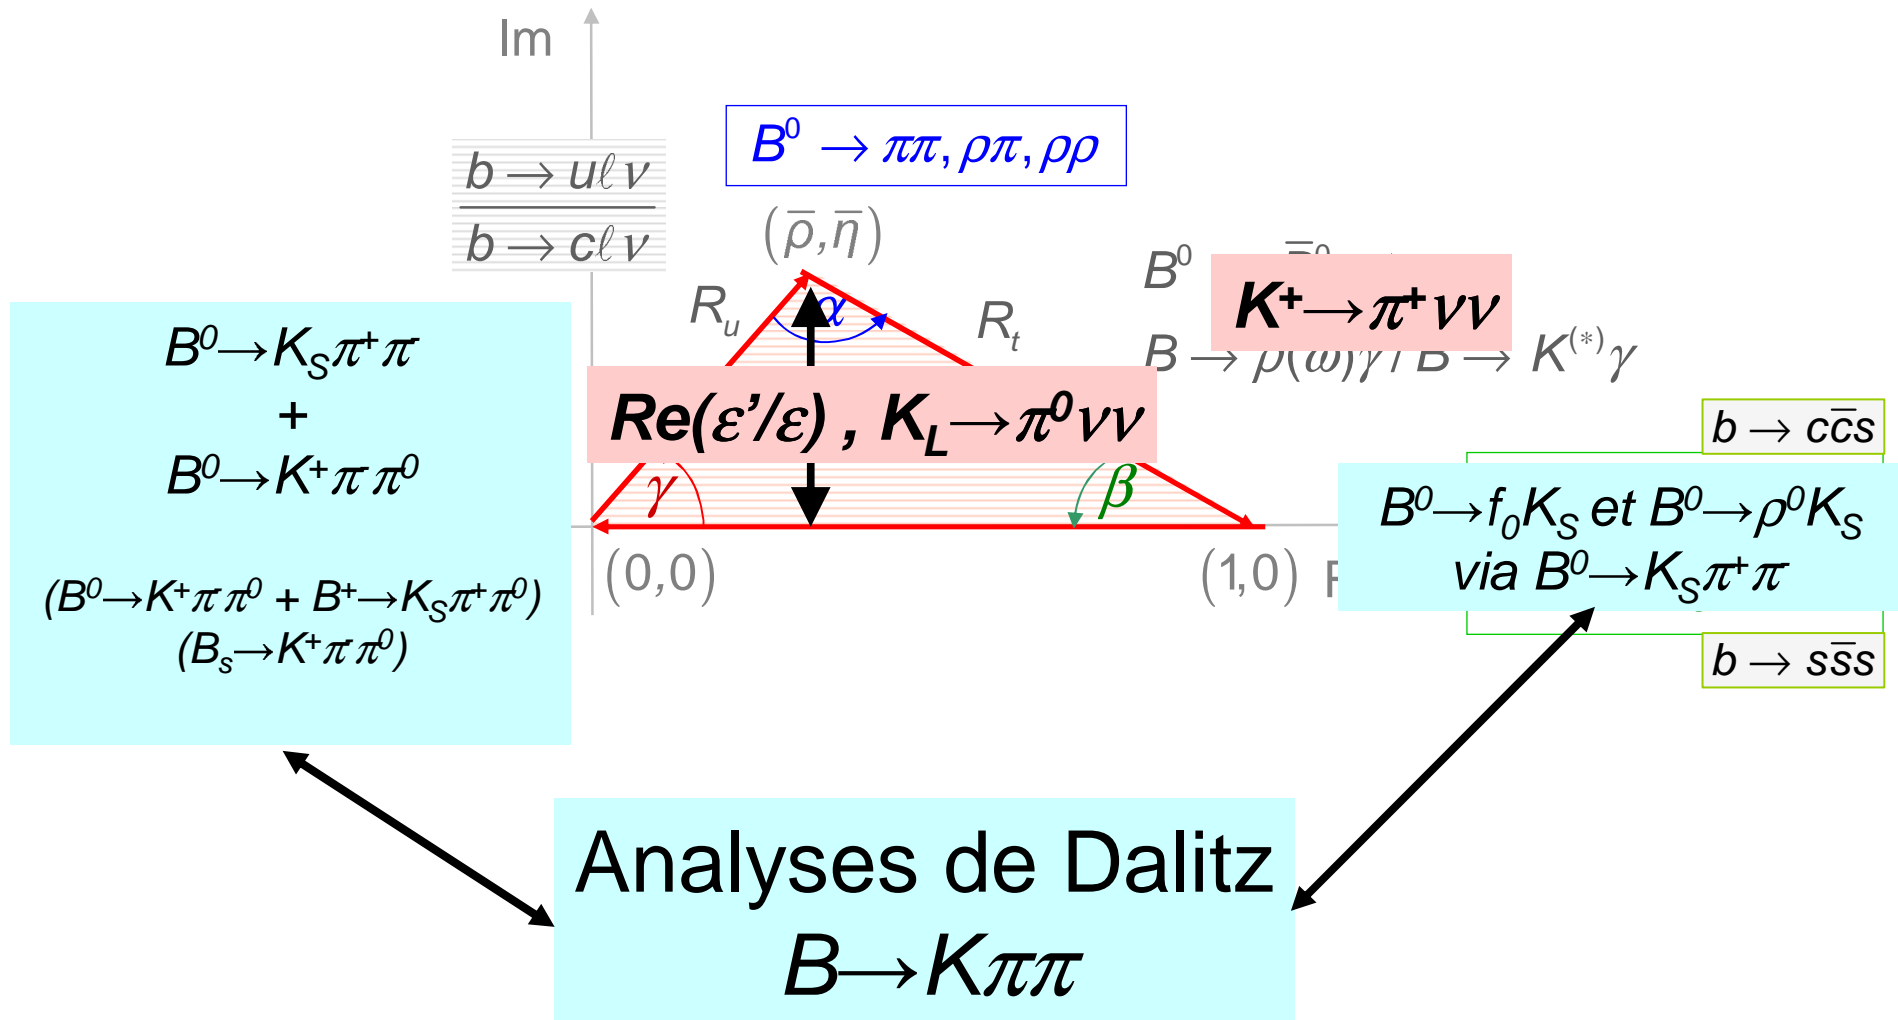 Im
B⁰ → ππ, ρπ, ρρ
b → uℓ ν
b → cℓ ν
(ρ̅,η̅)
R_u
α
R_t
B⁰
K⁺→π⁺νν
B → ρ(ω)γ / B → K^(*)γ
B⁰→K_Sπ⁺π⁻
+
B⁰→K⁺π⁻π⁰
(B⁰→K⁺π⁻π⁰ + B⁺→K_Sπ⁺π⁰)
(B_s→K⁺π⁻π⁰)
Re(ε’/ε) , K_L→π⁰νν
γ
β
(0,0)
(1,0)
b → cc̅s
B⁰→f₀K_S et B⁰→ρ⁰K_S
via B⁰→K_Sπ⁺π⁻
b → ss̅s
Analyses de Dalitz
B→Kππ